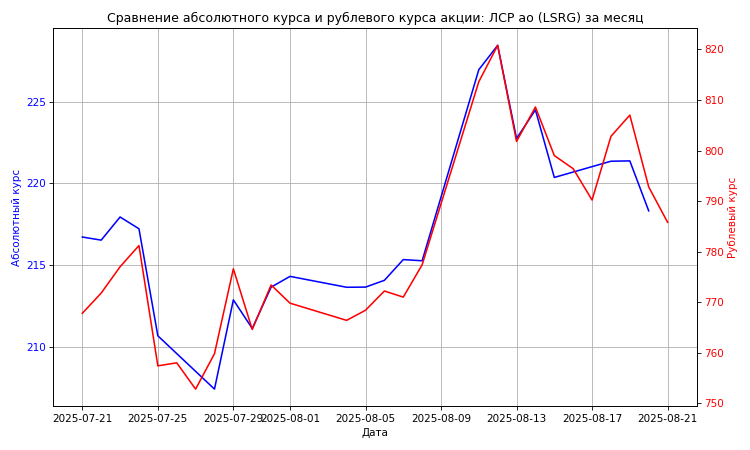 Сравнение абсолютного курса и рублевого курса акции: ЛСР ао (LSRG) за месяц
Абсолютный курс
225
220
215
210
820
810
800
790
780
770
760
750
Рублевый курс
2025-07-21 2025-07-25 2025-07-29 2025-08-01 2025-08-05 2025-08-09 2025-08-13 2025-08-17 2025-08-21
Дата